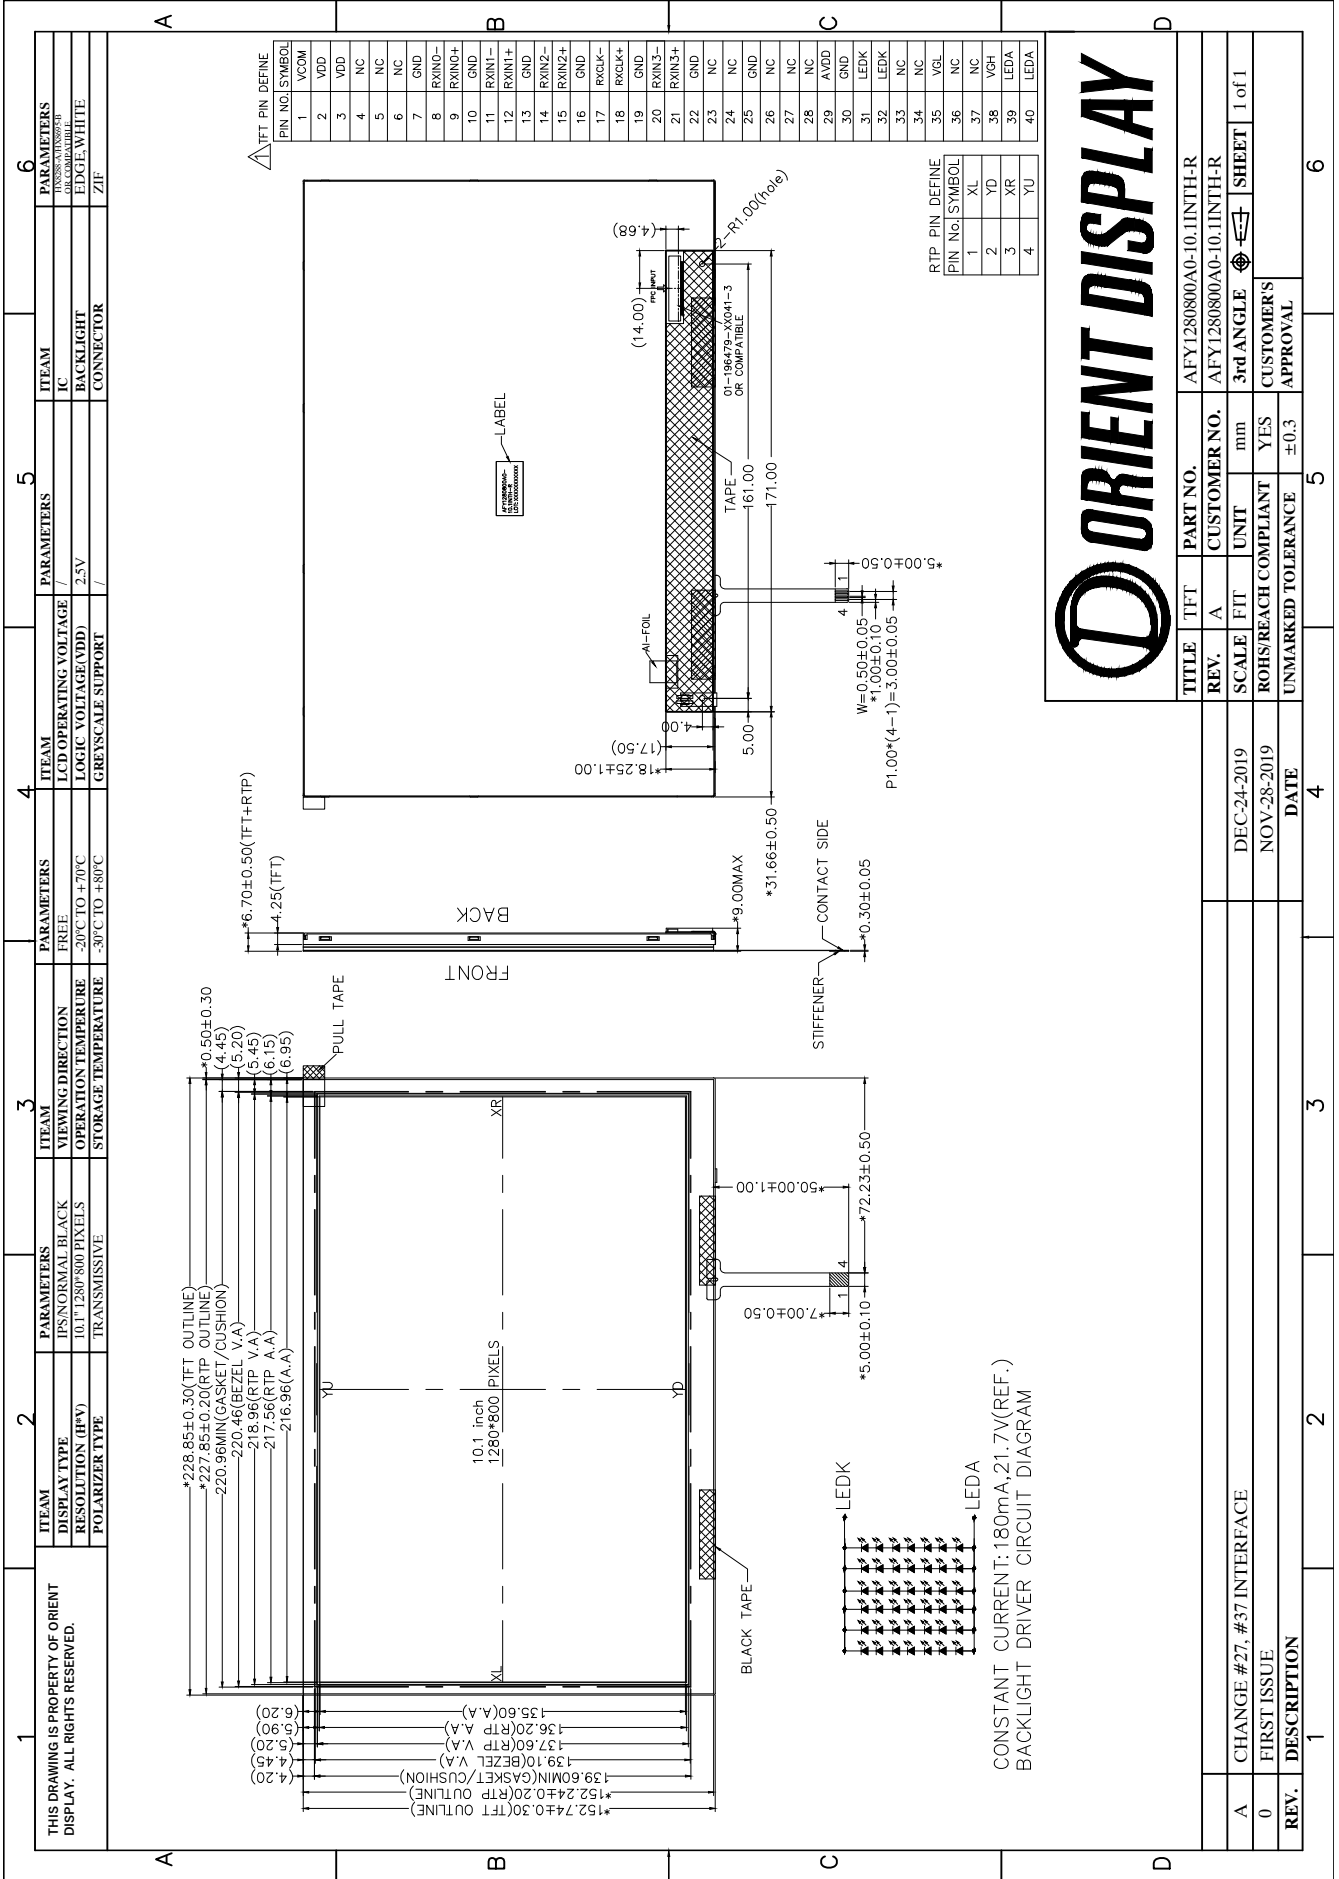 THIS DRAWING IS PROPERTY OF ORIENT
DISPLAY. ALL RIGHTS RESERVED.
1 2 3 4 5 6
ITEAM PARAMETERS ITEAM PARAMETERS ITEAM PARAMETERS ITEAM PARAMETERS
DISPLAY TYPE IPS/NORMAL BLACK VIEWING DIRECTION FREE LCD OPERATING VOLTAGE / IC OR COMPATIBLE
RESOLUTION (H*V) 10.1" 1280*800 PIXELS OPERATION TEMPERURE -20°C TO +70°C LOGIC VOLTAGE(VDD) 2.5V BACKLIGHT EDGE,WHITE
POLARIZER TYPE TRANSMISSIVE STORAGE TEMPERATURE -30°C TO +80°C GREYSCALE SUPPORT / CONNECTOR ZIF
A
B
C
D
A
B
C
D
*228.85±0.30(TFT OUTLINE)
*227.85±0.20(RTP OUTLINE)
220.96MIN(GASKET/CUSHION)
220.46(BEZEL V.A)
218.96(RTP V.A)
217.56(RTP A.A)
216.96(A.A)
*0.50±0.30
(4.45)
(5.20)
(5.45)
(6.15)
(6.95)
PULL TAPE
(6.20)
(5.90)
(5.20)
(4.45)
(4.20)
135.60(A.A)
136.20(RTP A.A)
137.60(RTP V.A)
139.10(BEZEL V.A)
139.60MIN(GASKET/CUSHION)
*152.24±0.20(RTP OUTLINE)
*152.74±0.30(TFT OUTLINE)
YU
XL
XR
YD
10.1 inch
1280*800 PIXELS
BLACK TAPE
*7.00±0.50
*50.00±1.00
1 4
*5.00±0.10
*72.23±0.50
*6.70±0.50(TFT+RTP)
4.25(TFT)
FRONT
BACK
*9.00MAX
STIFFENER
CONTACT SIDE
*0.30±0.05
LABEL
(4.68)
(14.00)
FPC INPUT
2-R1.00(hole)
01-196479-XX041-3
OR COMPATIBLE
Al-FOIL
TAPE
4.00
(17.50)
*18.25±1.00
5.00
161.00
171.00
*31.66±0.50
4 1
*5.00±0.50
W=0.50±0.05
*1.00±0.10
P1.00*(4-1)=3.00±0.05
1 TFT PIN DEFINE
PIN NO. SYMBOL
1 VCOM
2 VDD
3 VDD
4 NC
5 NC
6 NC
7 GND
8 RXIN0-
9 RXIN0+
10 GND
11 RXIN1-
12 RXIN1+
13 GND
14 RXIN2-
15 RXIN2+
16 GND
17 RXCLK-
18 RXCLK+
19 GND
20 RXIN3-
21 RXIN3+
22 GND
23 NC
24 NC
25 GND
26 NC
27 NC
28 NC
29 AVDD
30 GND
31 LEDK
32 LEDK
33 NC
34 NC
35 VGL
36 NC
37 NC
38 VGH
39 LEDA
40 LEDA
RTP PIN DEFINE
PIN No. SYMBOL
1 XL
2 YD
3 XR
4 YU
LEDK
LEDA
CONSTANT CURRENT:180mA,21.7V(REF.)
BACKLIGHT DRIVER CIRCUIT DIAGRAM
D ORIENT DISPLAY
TITLE TFT PART NO. AFY1280800A0-10.1INTH-R
REV. A CUSTOMER NO. AFY1280800A0-10.1INTH-R
SCALE FIT UNIT mm 3rd ANGLE SHEET 1 of 1
ROHS/REACH COMPLIANT YES CUSTOMER'S
APPROVAL
UNMARKED TOLERANCE ±0.3
A CHANGE #27, #37 INTERFACE DEC-24-2019
0 FIRST ISSUE NOV-28-2019
REV. DESCRIPTION DATE
1 2 3 4 5 6